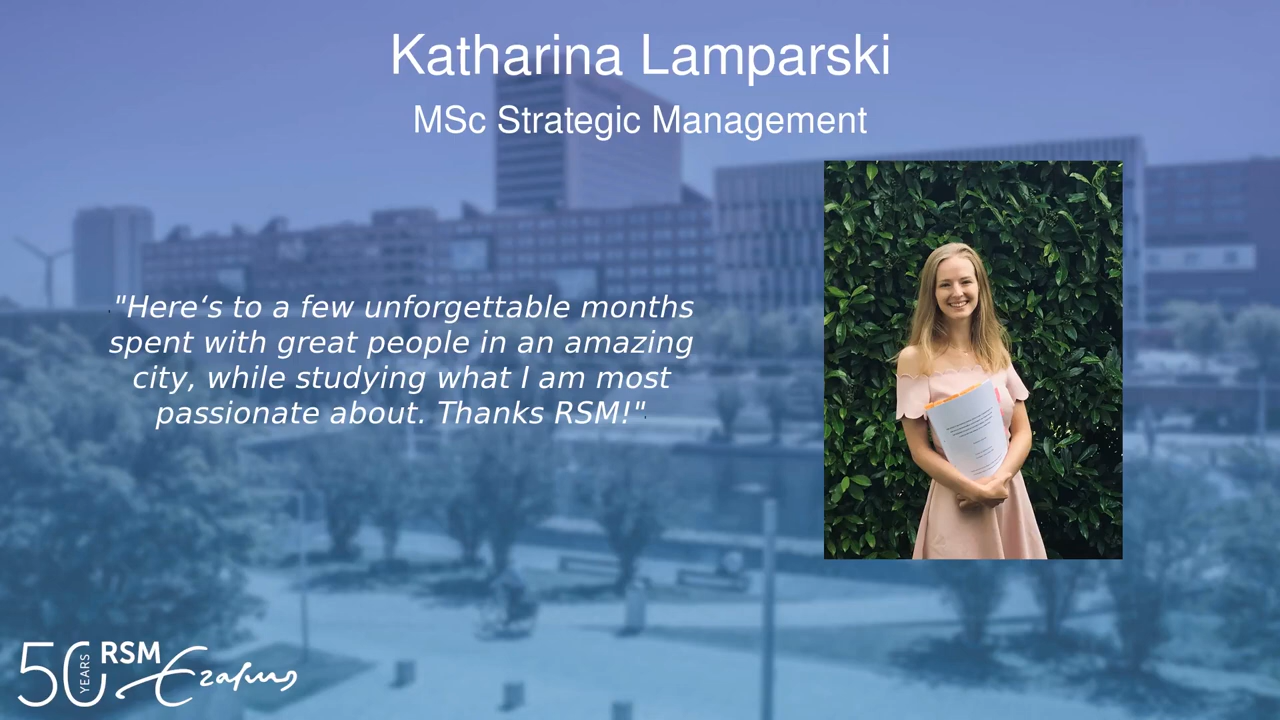 Katharina Lamparski
MSc Strategic Management
"Here‘s to a few unforgettable months
spent with great people in an amazing
city, while studying what I am most
passionate about. Thanks RSM!"
50 YEARS RSM Erasmus